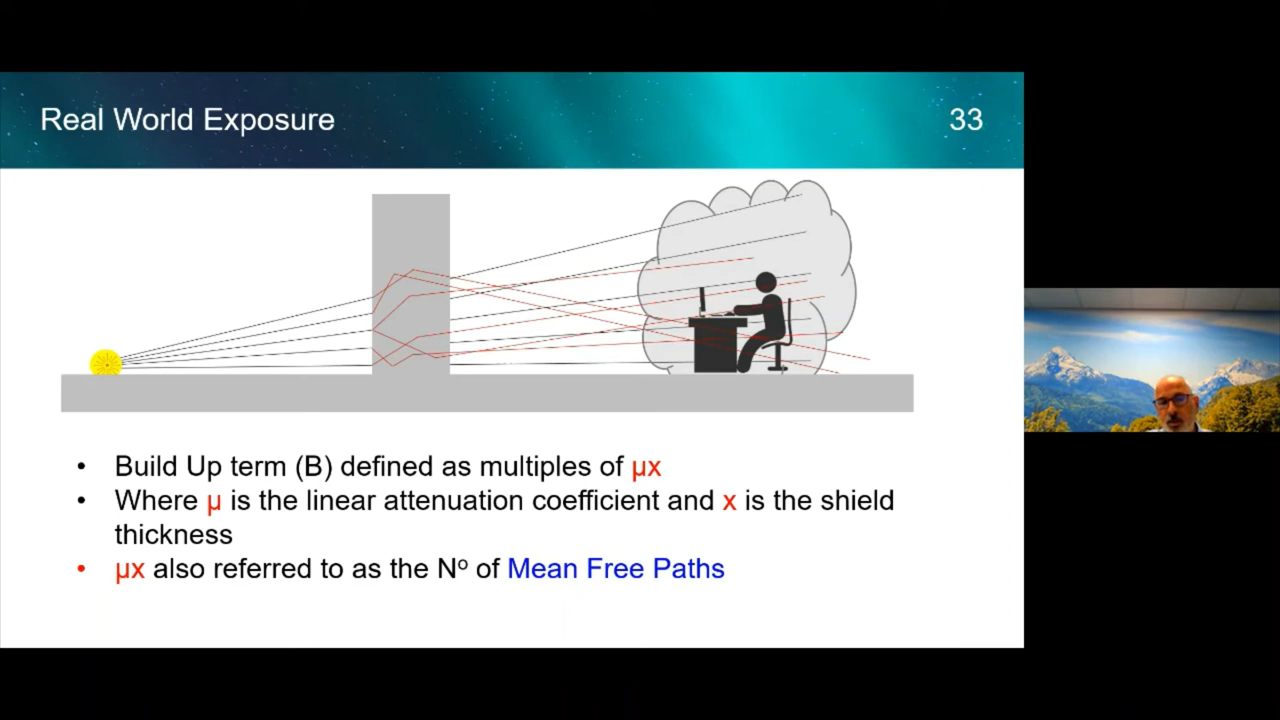 Real World Exposure
33
• Build Up term (B) defined as multiples of µx
• Where µ is the linear attenuation coefficient and x is the shield
thickness
• µx also referred to as the Nº of Mean Free Paths